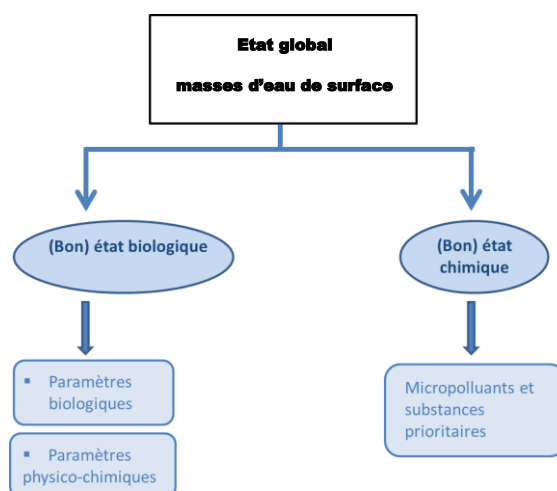 Etat global
masses d'eau de surface
(Bon) état biologique
(Bon) état
chimique
▪ Paramètres
biologiques
▪ Paramètres
physico-chimiques
Micropolluants et
substances
prioritaires